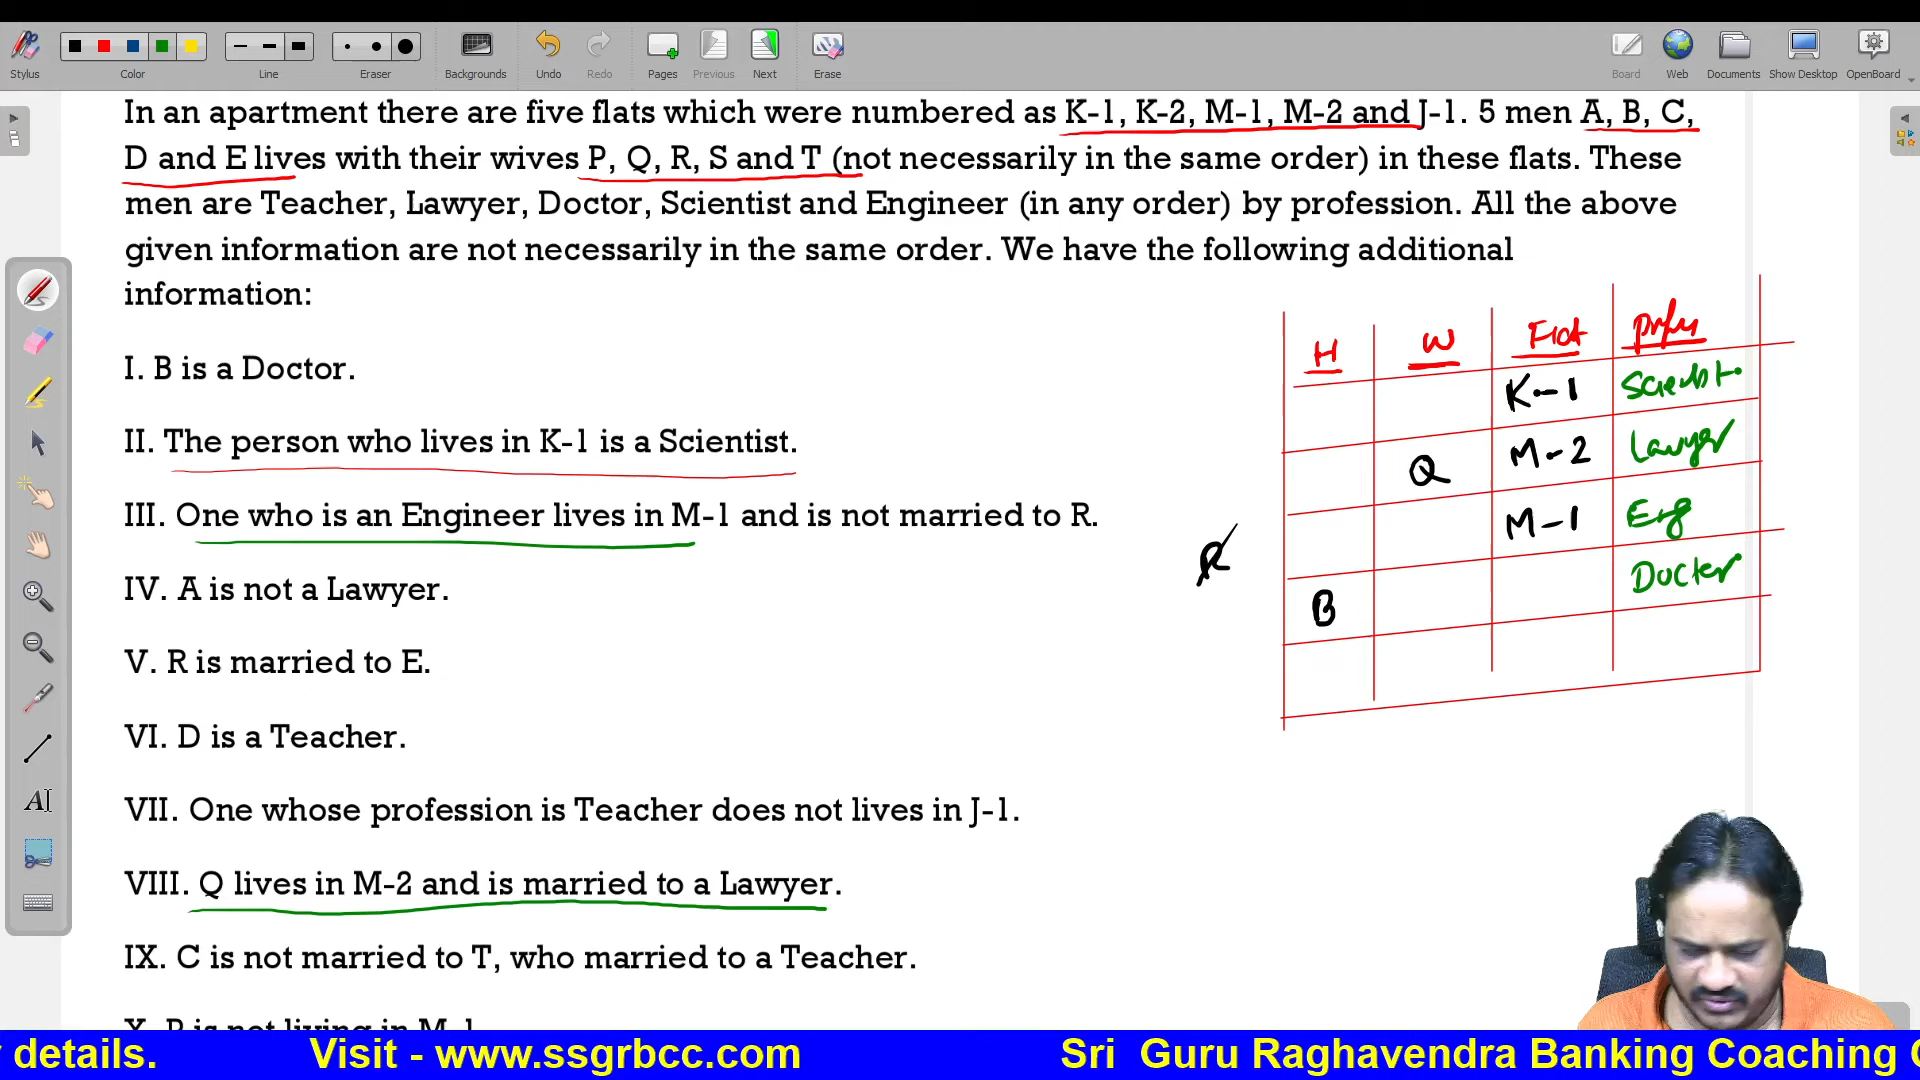 Stylus
Color
Line
Eraser
Backgrounds
Undo
Redo
Pages
Previous
Next
Erase
Board
Web
Documents
Show Desktop
OpenBoard
In an apartment there are five flats which were numbered as K-1, K-2, M-1, M-2 and J-1. 5 men A, B, C,
D and E lives with their wives P, Q, R, S and T (not necessarily in the same order) in these flats. These
men are Teacher, Lawyer, Doctor, Scientist and Engineer (in any order) by profession. All the above
given information are not necessarily in the same order. We have the following additional
information:
I. B is a Doctor.
II. The person who lives in K-1 is a Scientist.
III. One who is an Engineer lives in M-1 and is not married to R.
IV. A is not a Lawyer.
V. R is married to E.
VI. D is a Teacher.
VII. One whose profession is Teacher does not lives in J-1.
VIII. Q lives in M-2 and is married to a Lawyer.
IX. C is not married to T, who married to a Teacher.
H W Flat
K-1
Q M-2 Lawyer
M-1 Eng
R
B Docter
details.
Visit - www.ssgrbcc.com
Sri Guru Raghavendra Banking Coaching